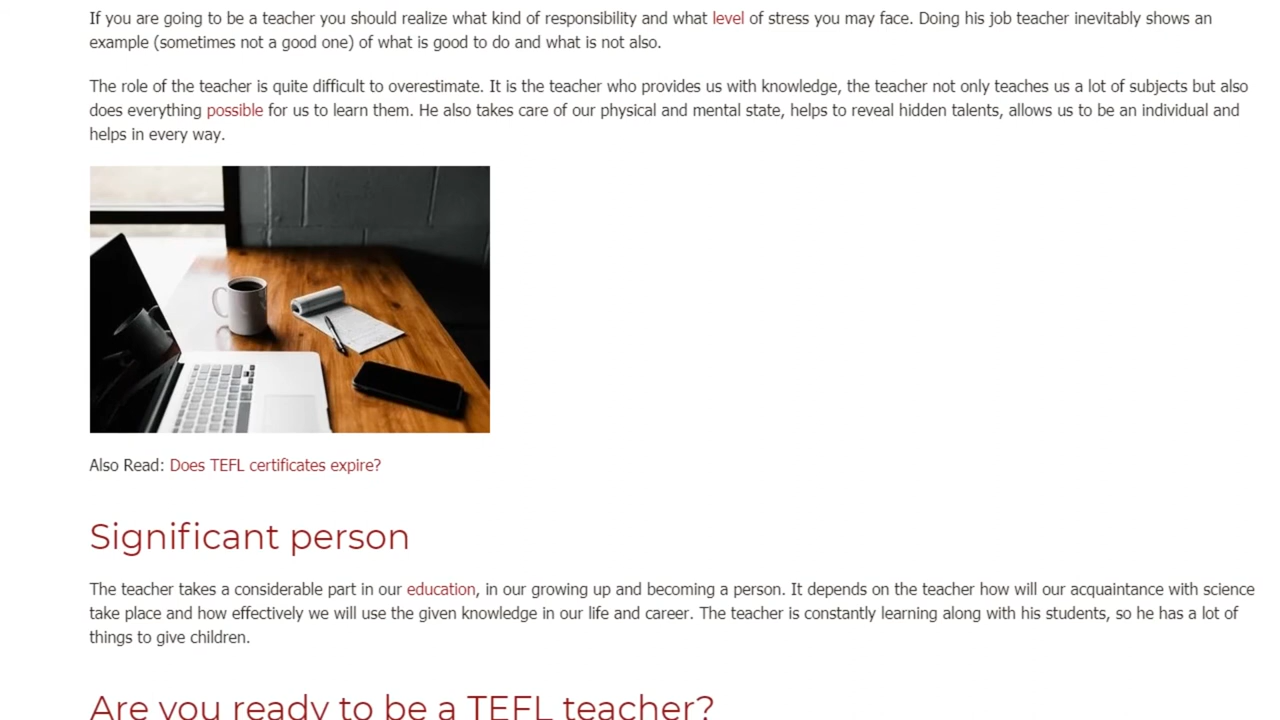 If you are going to be a teacher you should realize what kind of responsibility and what level of stress you may face. Doing his job teacher inevitably shows an
example (sometimes not a good one) of what is good to do and what is not also.
The role of the teacher is quite difficult to overestimate. It is the teacher who provides us with knowledge, the teacher not only teaches us a lot of subjects but also
does everything possible for us to learn them. He also takes care of our physical and mental state, helps to reveal hidden talents, allows us to be an individual and
helps in every way.
Also Read: Does TEFL certificates expire?
Significant person
The teacher takes a considerable part in our education, in our growing up and becoming a person. It depends on the teacher how will our acquaintance with science
take place and how effectively we will use the given knowledge in our life and career. The teacher is constantly learning along with his students, so he has a lot of
things to give children.
Are you ready to be a TEFL teacher?